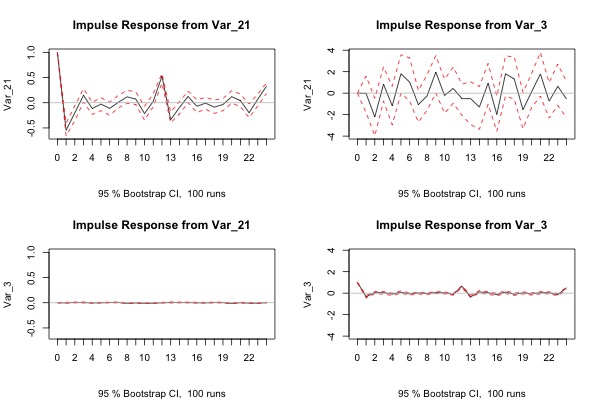 Impulse Response from Var_21
Var_21
1.0
0.5
0.0
-0.5
0 2 4 6 8 10 13 16 19 22
95 % Bootstrap CI, 100 runs
Impulse Response from Var_3
Var_21
4
2
0
-2
-4
0 2 4 6 8 10 13 16 19 22
95 % Bootstrap CI, 100 runs
Impulse Response from Var_21
Var_3
1.0
0.5
0.0
-0.5
0 2 4 6 8 10 13 16 19 22
95 % Bootstrap CI, 100 runs
Impulse Response from Var_3
Var_3
4
2
0
-2
-4
0 2 4 6 8 10 13 16 19 22
95 % Bootstrap CI, 100 runs